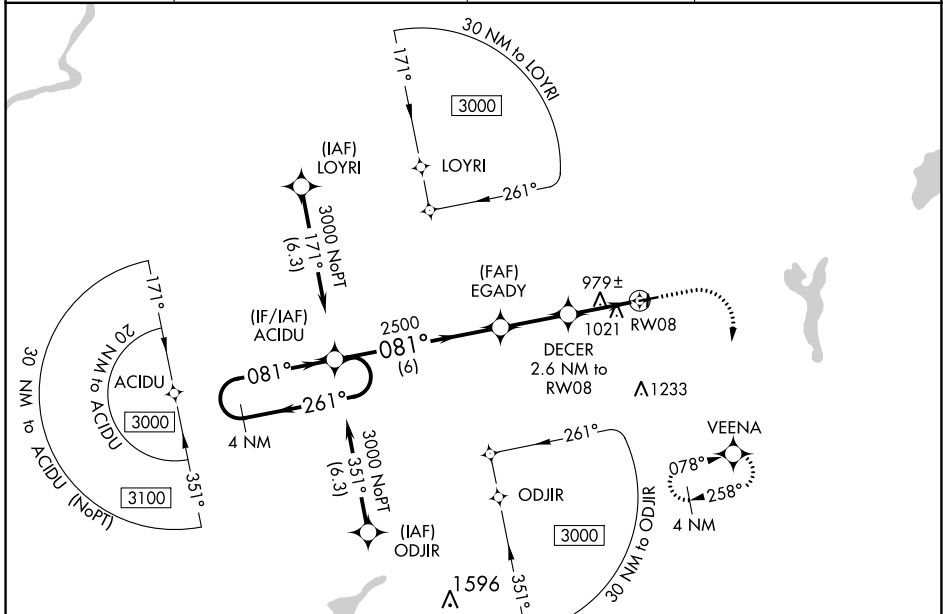 30 NM to LOYRI
171°
3000
LOYRI
261°
(IAF)
LOYRI
3000 NoPT
171°
(6.3)
(IF/IAF)
ACIDU
2500
081°
(6)
(FAF)
EGADY
979±
1021
RW08
DECER
2.6 NM to
RW08
1233
171°
20 NM to ACIDU
30 NM to ACIDU (NoPT)
ACIDU
3000
3100
351°
081°
261°
4 NM
3000 NoPT
351°
(6.3)
(IAF)
ODJIR
261°
ODJIR
3000
30 NM to ODJIR
351°
1596
VEENA
078°
258°
4 NM